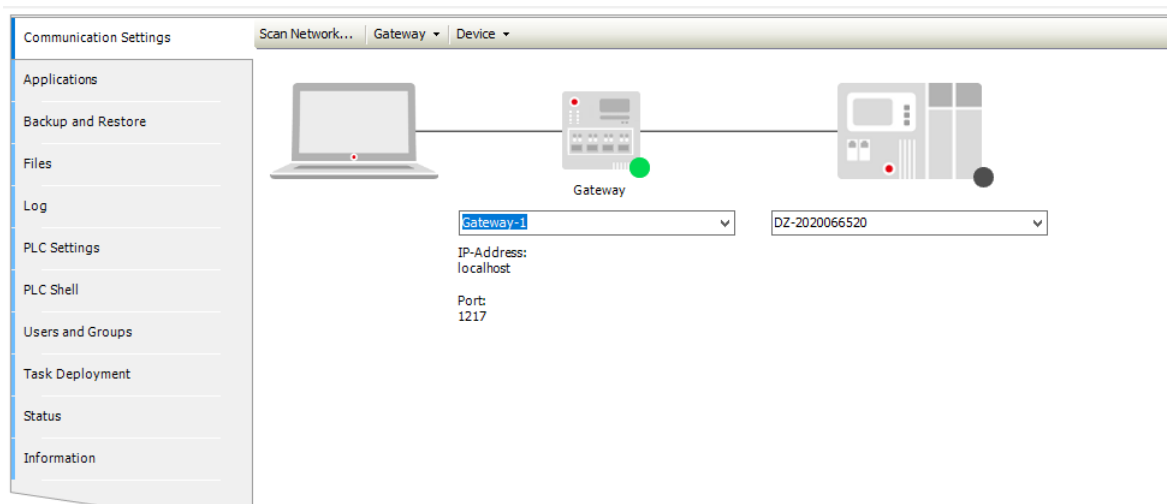 Communication Settings
Scan Network... Gateway Device
Applications
Backup and Restore
Files
Log
PLC Settings
PLC Shell
Users and Groups
Task Deployment
Status
Information
Gateway
Gateway-1
DZ-2020066520
IP-Address:
localhost
Port:
1217